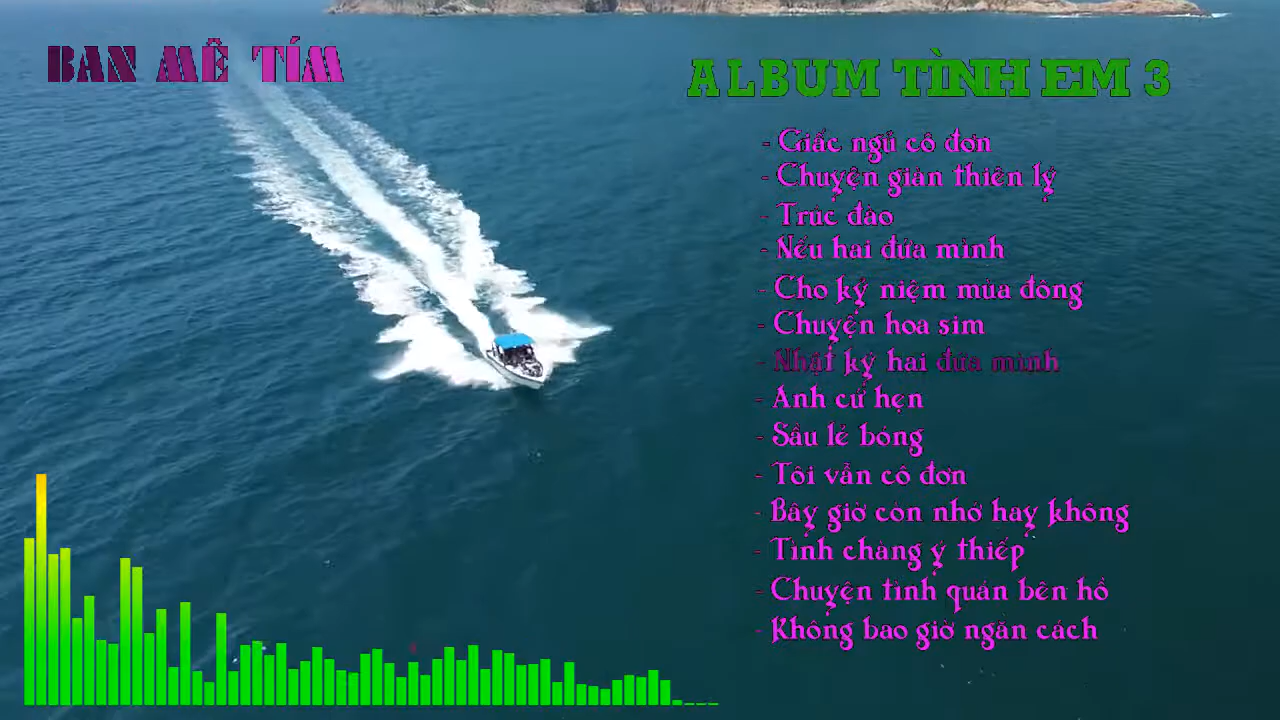 BAN MÊ TÍM
ALBUM TÌNH EM 3
- Giấc ngủ cô đơn
- Chuyện giàn thiên lý
- Trúc đào
- Nếu hai đứa mình
- Cho kỷ niệm mùa đông
- Chuyện hoa sim
- Nhật ký hai đứa mình
- Anh cứ hẹn
- Sầu lẻ bóng
- Tôi vẫn cô đơn
- Bây giờ còn nhớ hay không
- Tình chàng ý thiếp
- Chuyện tình quán bên hồ
- Không bao giờ ngăn cách